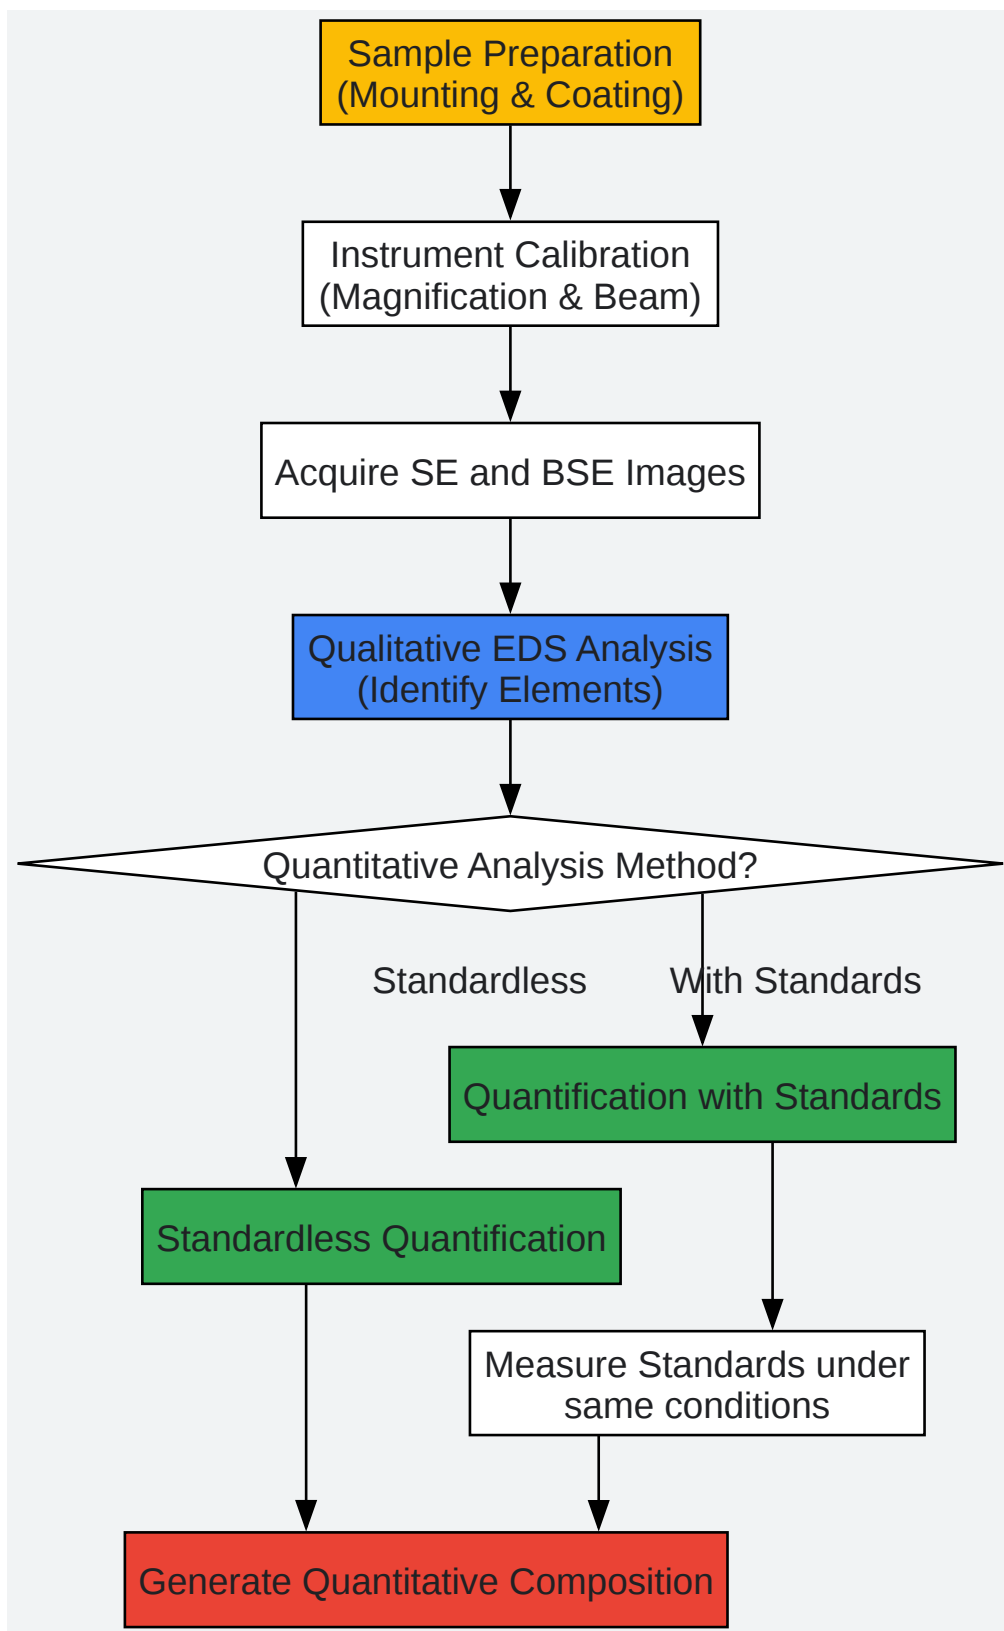 Sample Preparation
(Mounting & Coating)
Instrument Calibration
(Magnification & Beam)
Acquire SE and BSE Images
Qualitative EDS Analysis
(Identify Elements)
Quantitative Analysis Method?
Standardless
With Standards
Quantification with Standards
Standardless Quantification
Measure Standards under
same conditions
Generate Quantitative Composition